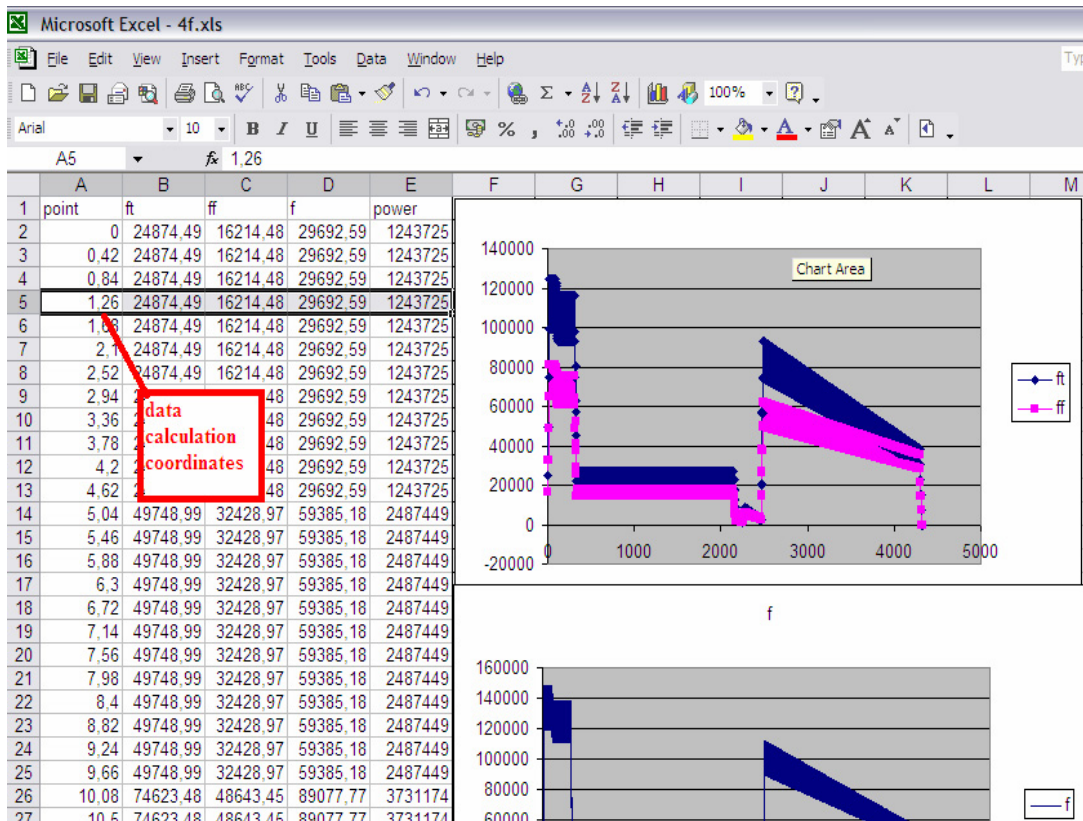 Microsoft Excel - 4f.xls
File Edit View Insert Format Tools Data Window Help
100%
Arial 10 B I U
A5 fx 1,26
A B C D E F G H I J K L M
1 point ft ff f power
2 0 24874,49 16214,48 29692,59 1243725
3 0,42 24874,49 16214,48 29692,59 1243725
4 0,84 24874,49 16214,48 29692,59 1243725
5 1,26 24874,49 16214,48 29692,59 1243725
6 24874,49 16214,48 29692,59 1243725
7 24874,49 16214,48 29692,59 1243725
8 2,52 24874,49 16214,48 29692,59 1243725
9 2,94 48 29692,59 1243725
10 3,36 48 29692,59 1243725
11 3,78 48 29692,59 1243725
12 4,2 48 29692,59 1243725
13 4,62 48 29692,59 1243725
14 5,04 49748,99 32428,97 59385,18 2487449
15 5,46 49748,99 32428,97 59385,18 2487449
16 5,88 49748,99 32428,97 59385,18 2487449
17 6,3 49748,99 32428,97 59385,18 2487449
18 6,72 49748,99 32428,97 59385,18 2487449
19 7,14 49748,99 32428,97 59385,18 2487449
20 7,56 49748,99 32428,97 59385,18 2487449
21 7,98 49748,99 32428,97 59385,18 2487449
22 8,4 49748,99 32428,97 59385,18 2487449
23 8,82 49748,99 32428,97 59385,18 2487449
24 9,24 49748,99 32428,97 59385,18 2487449
25 9,66 49748,99 32428,97 59385,18 2487449
26 10,08 74623,48 48643,45 89077,77 3731174
27 10,5 74623,48 48643,45 89077,77 3731174
data
calculation
coordinates
140000
120000
100000
80000
60000
40000
20000
0
-20000
0 1000 2000 3000 4000 5000
Chart Area
ft
ff
f
160000
140000
120000
100000
80000
60000
f